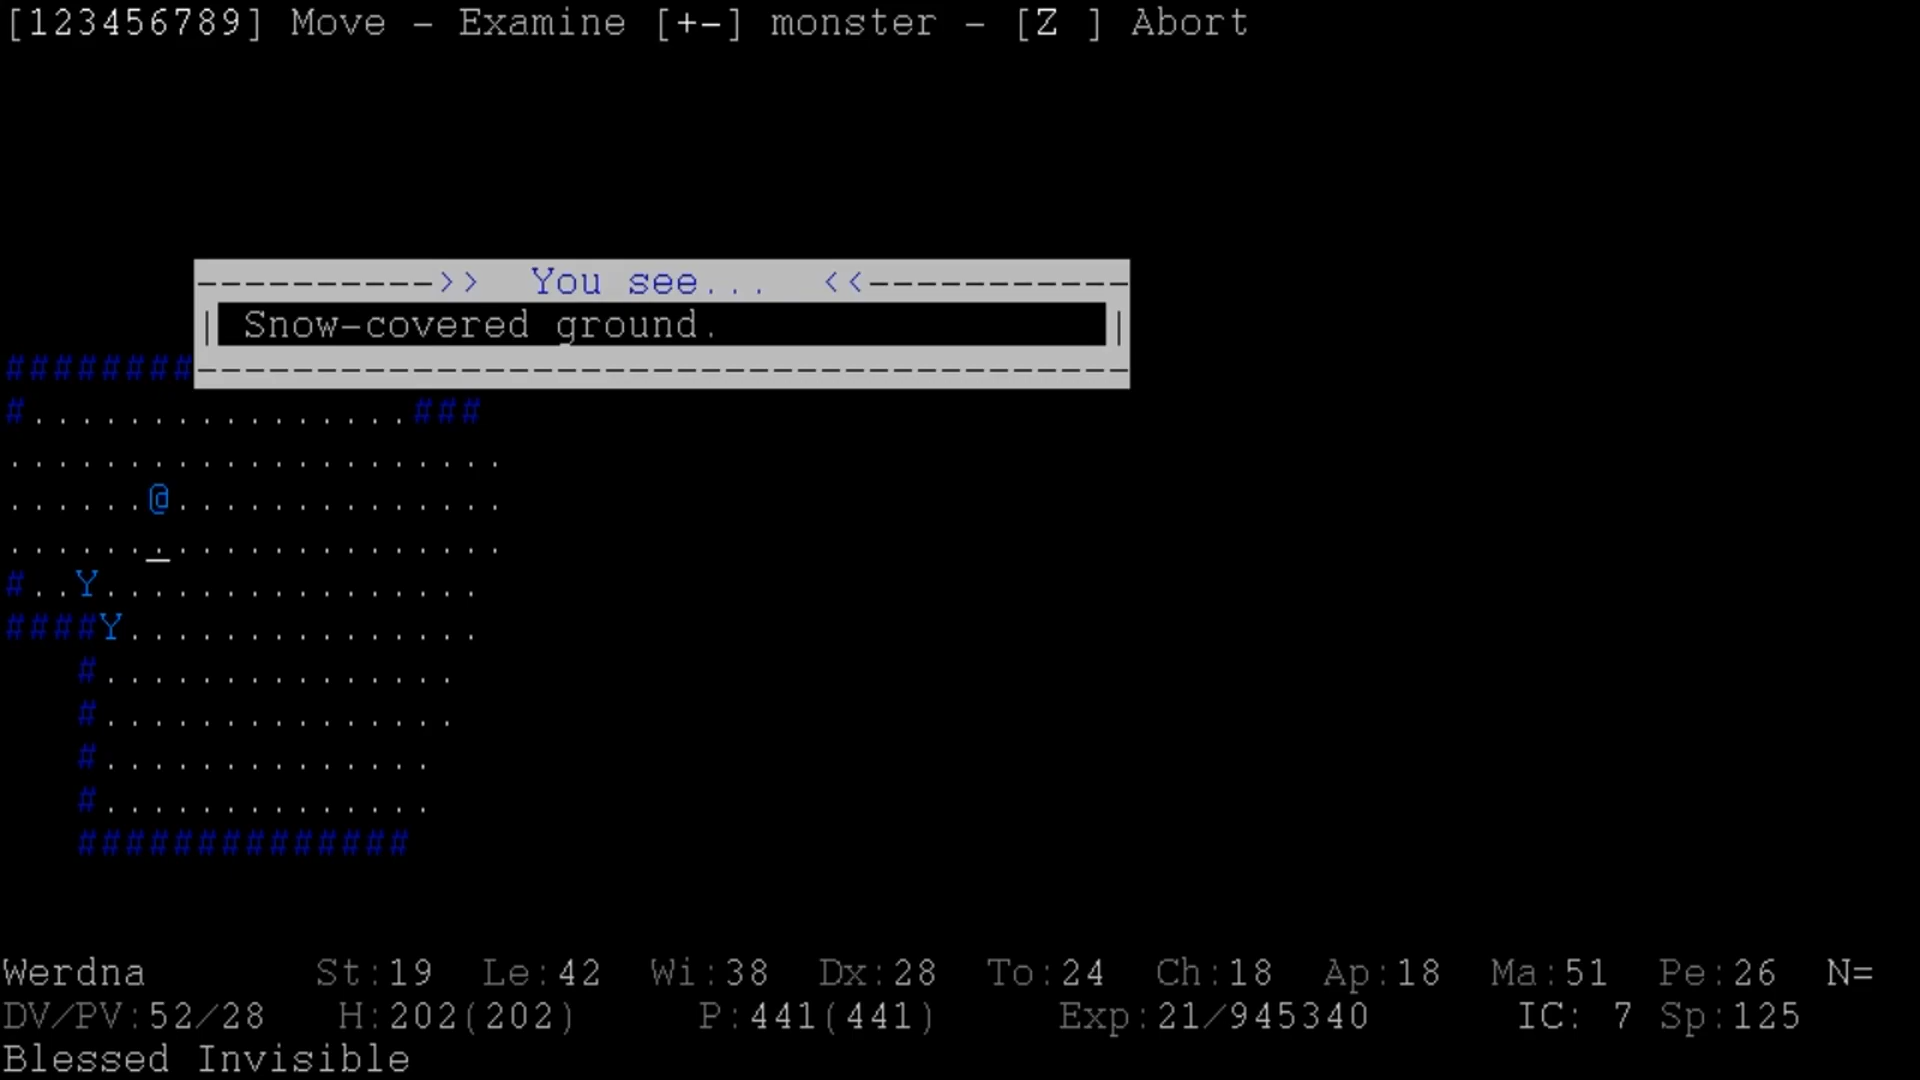 [123456789] Move - Examine [+-] monster - [Z ] Abort
---------->>  You see...  <<-----------
| Snow-covered ground. |
---------------------------------------
########
#................###
.....................
......@..............
......_..............
#..Y................
####Y...............
#...............
#...............
#..............
#..............
##############
Werdna St:19 Le:42 Wi:38 Dx:28 To:24 Ch:18 Ap:18 Ma:51 Pe:26 N=
DV/PV:52/28 H:202(202) P:441(441) Exp:21/945340 IC: 7 Sp:125
Blessed Invisible